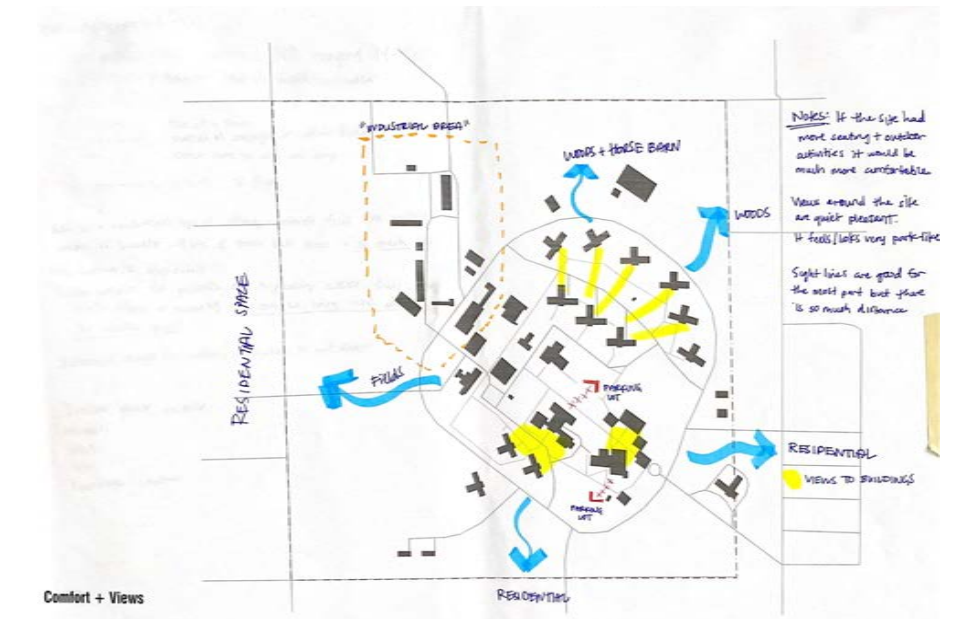 "INDUSTRIAL AREA"
WOODS + HORSE BARN
WOODS
RESIDENTIAL SPACE
FIELDS
PARKING
LOT
PARKING
LOT
RESIDENTIAL
VIEWS TO BUILDINGS
RESIDENTIAL
Notes: If the site had
more seating + outdoor
activities it would be
much more comfortable.
Views around the site
are quiet pleasent.
It feels/looks very park-like
Sight lines are good for
the most part but there
is so much distance
Comfort + Views